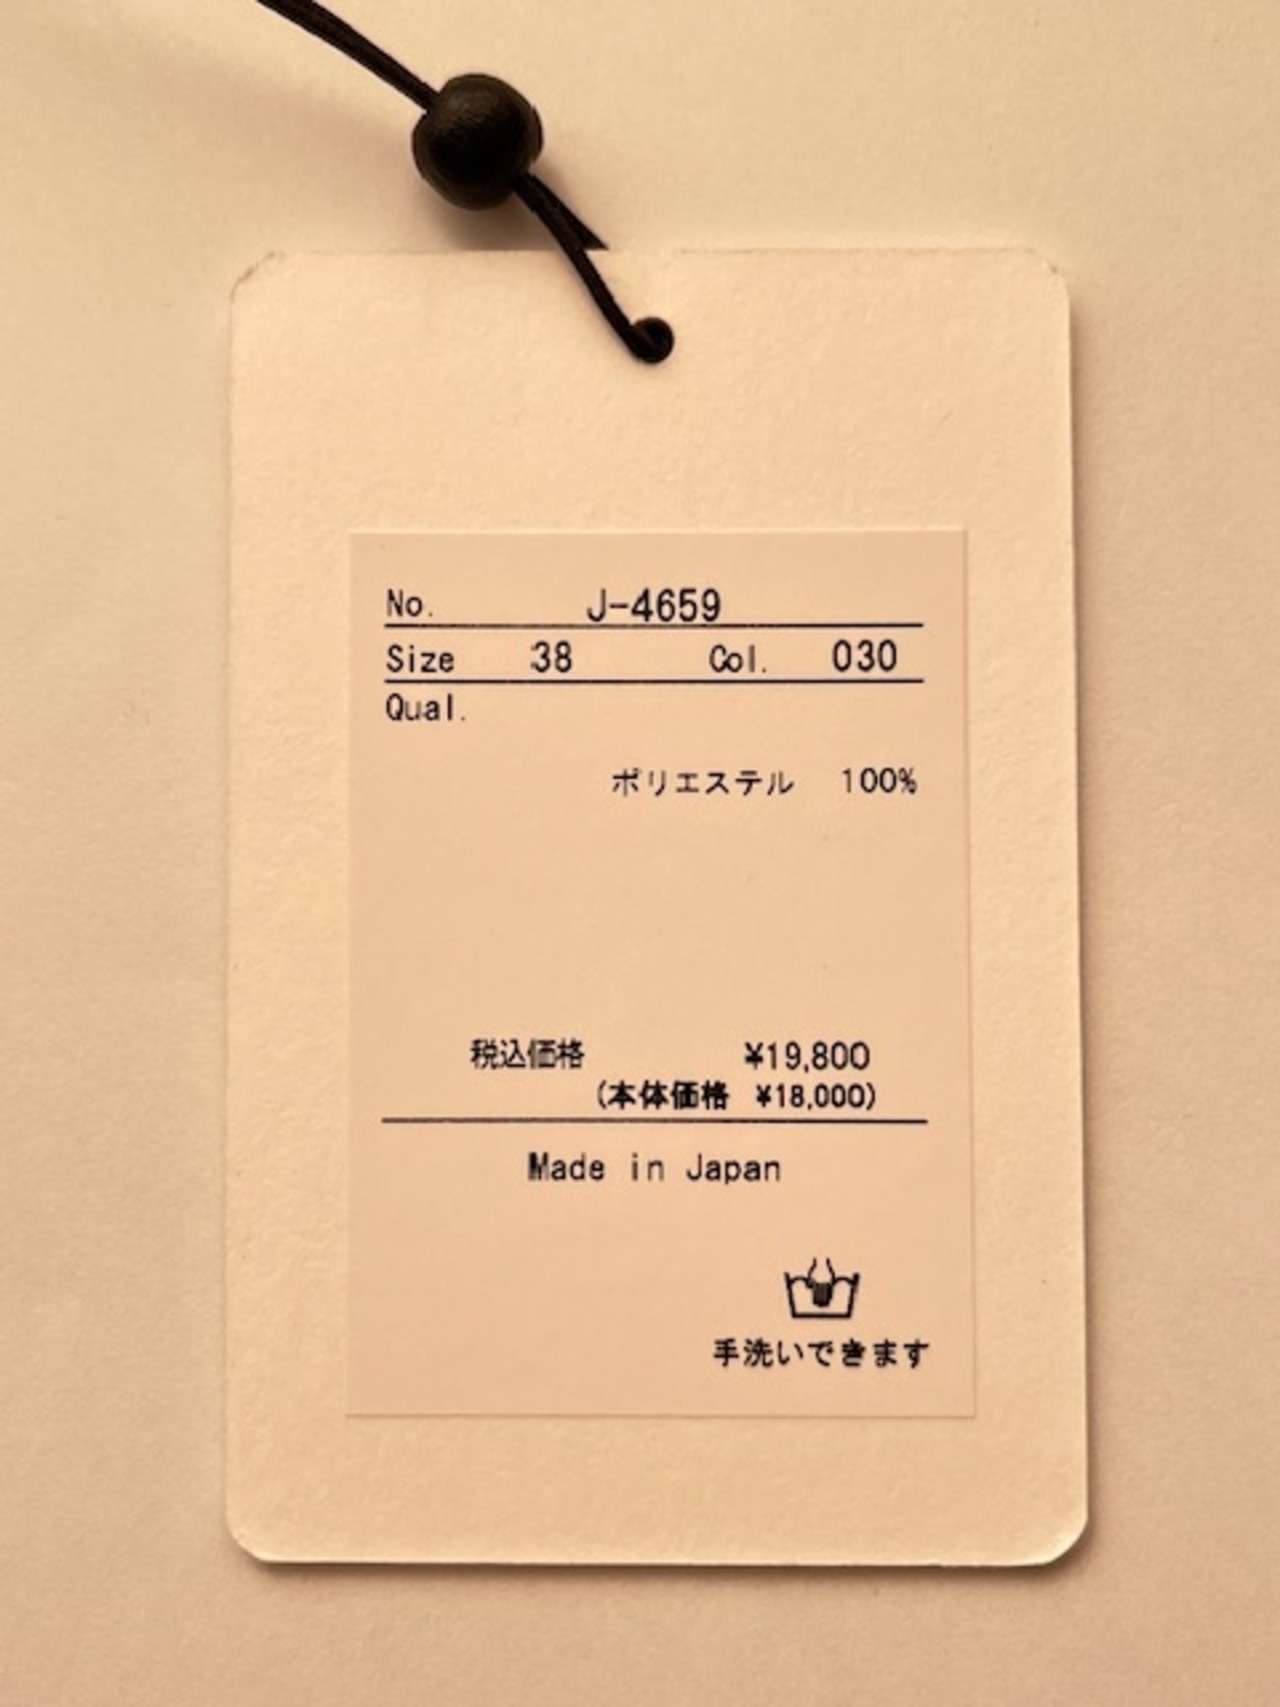 No. J-4659
Size 38 Col. 030
Qual.
ポリエステル 100%
税込価格 ¥19,800
(本体価格 ¥18,000)
Made in Japan
手洗いできます